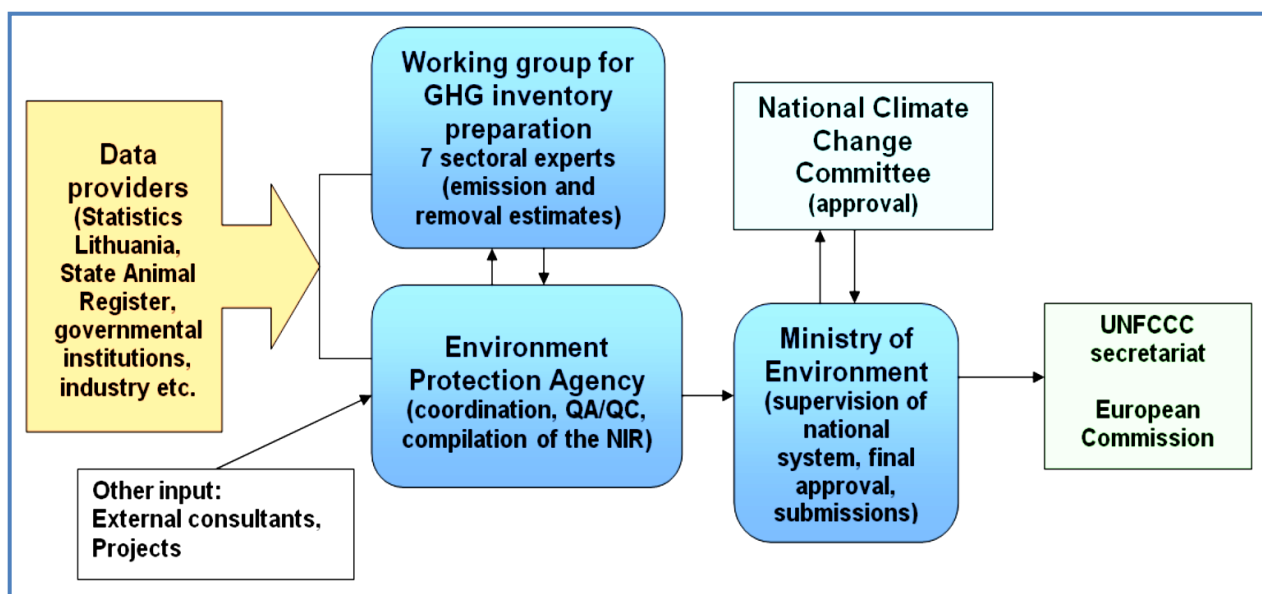 Data
providers
(Statistics
Lithuania,
State Animal
Register,
governmental
institutions,
industry etc.
Other input:
External consultants,
Projects
Working group for
GHG inventory
preparation
7 sectoral experts
(emission and
removal estimates)
Environment
Protection Agency
(coordination, QA/QC,
compilation of the NIR)
National Climate
Change
Committee
(approval)
Ministry of
Environment
(supervision of
national
system, final
approval,
submissions)
UNFCCC
secretariat
European
Commission